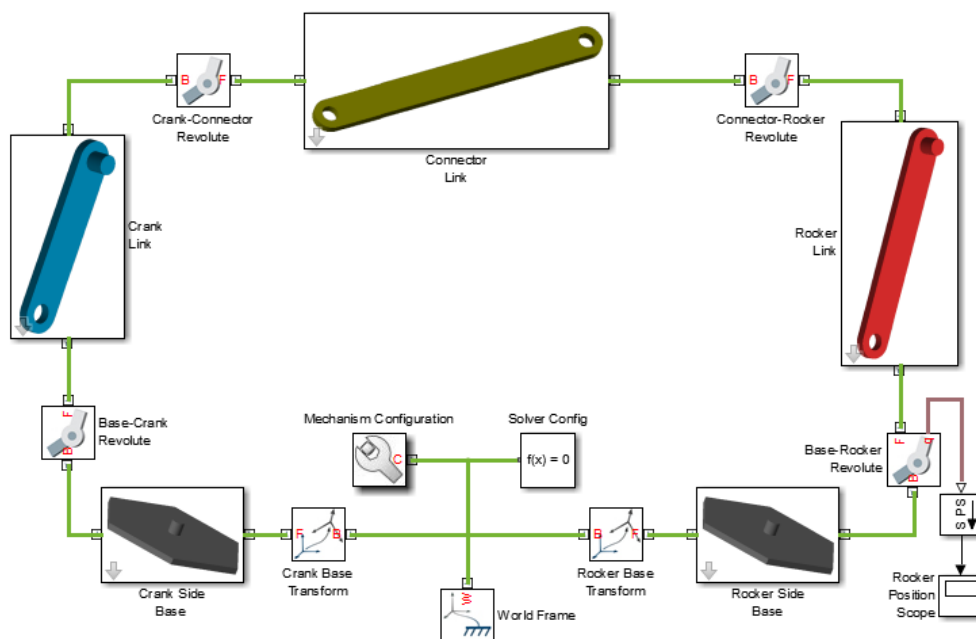 B F
Crank-Connector
Revolute
Connector
Link
B F
Connector-Rocker
Revolute
Crank
Link
Rocker
Link
F
B
Base-Crank
Revolute
Mechanism Configuration
C
Solver Config
f(x) = 0
Base-Rocker
Revolute
F q
B
S PS
Crank Side
Base
F B
Crank Base
Transform
W
World Frame
B F
Rocker Base
Transform
Rocker Side
Base
Rocker
Position
Scope